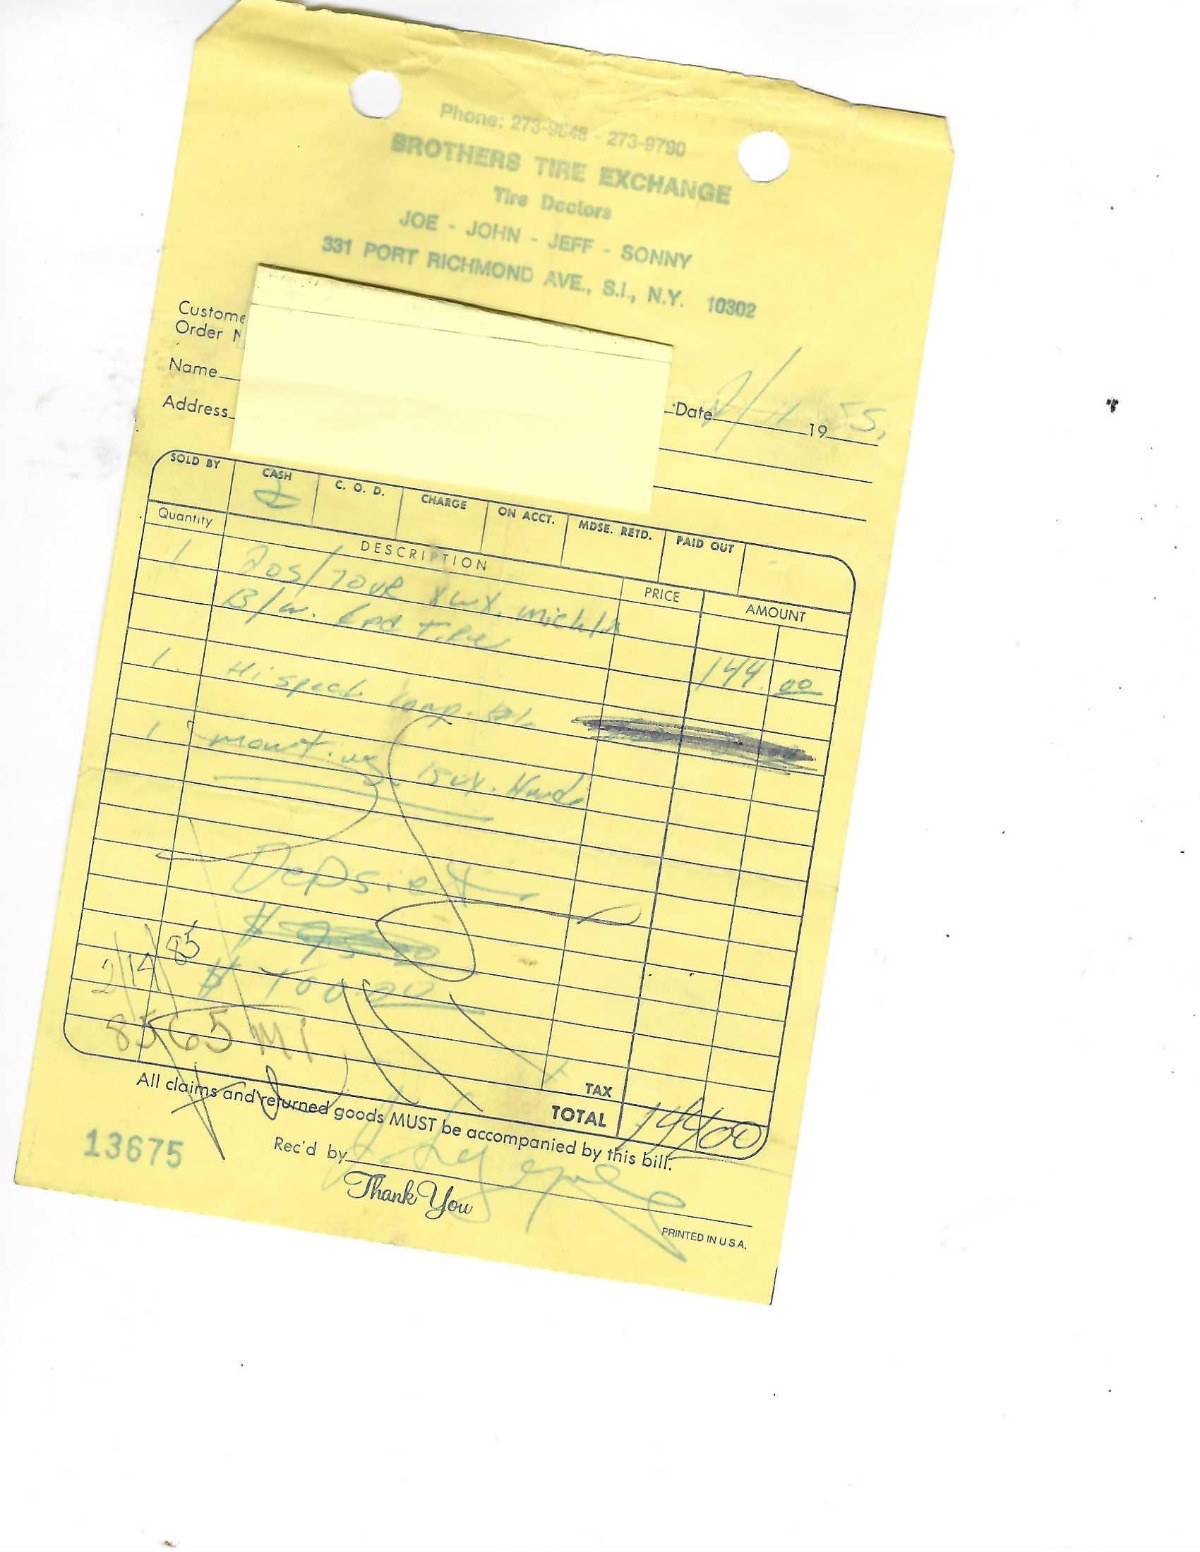 Phone: 273-9648 - 273-9790
BROTHERS TIRE EXCHANGE
Tire Doctors
JOE - JOHN - JEFF - SONNY
331 PORT RICHMOND AVE., S.I., N.Y. 10302
Custome
Order N
Name
Address
Date 19
SOLD BY CASH C. O. D. CHARGE ON ACCT. MDSE. RETD. PAID OUT
Quantity DESCRIPTION PRICE AMOUNT
1 205/70VR XWX. Michln
B/W. tire
144.00
1 Hi speed
1 mounting
Depsiet
$ 100.00
2/14/85
8565 MI
TAX
TOTAL 144/00
All claims and returned goods MUST be accompanied by this bill.
13675
Rec'd by
Thank You
PRINTED IN U S A.